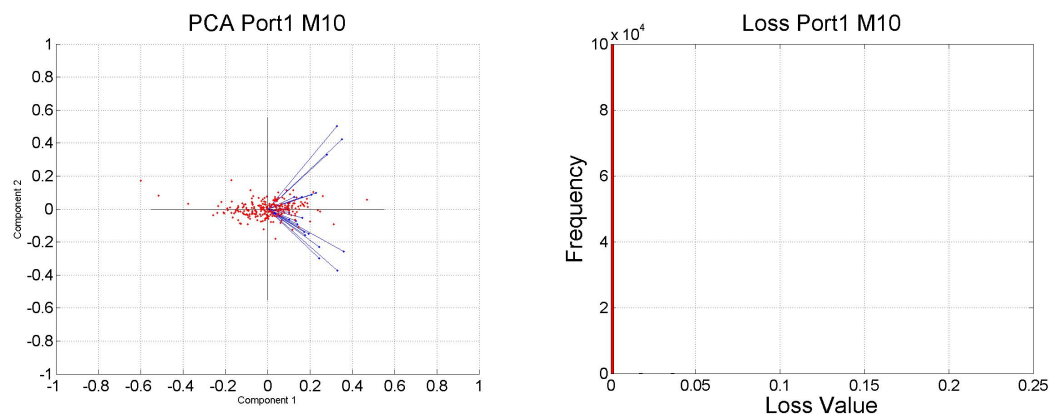 PCA Port1 M10
1
0.8
0.6
0.4
0.2
0
-0.2
-0.4
-0.6
-0.8
-1
Component 2
-1 -0.8 -0.6 -0.4 -0.2 0 0.2 0.4 0.6 0.8 1
Component 1
Loss Port1 M10
x 10⁴
10
8
6
4
2
0
Frequency
0 0.05 0.1 0.15 0.2 0.25
Loss Value